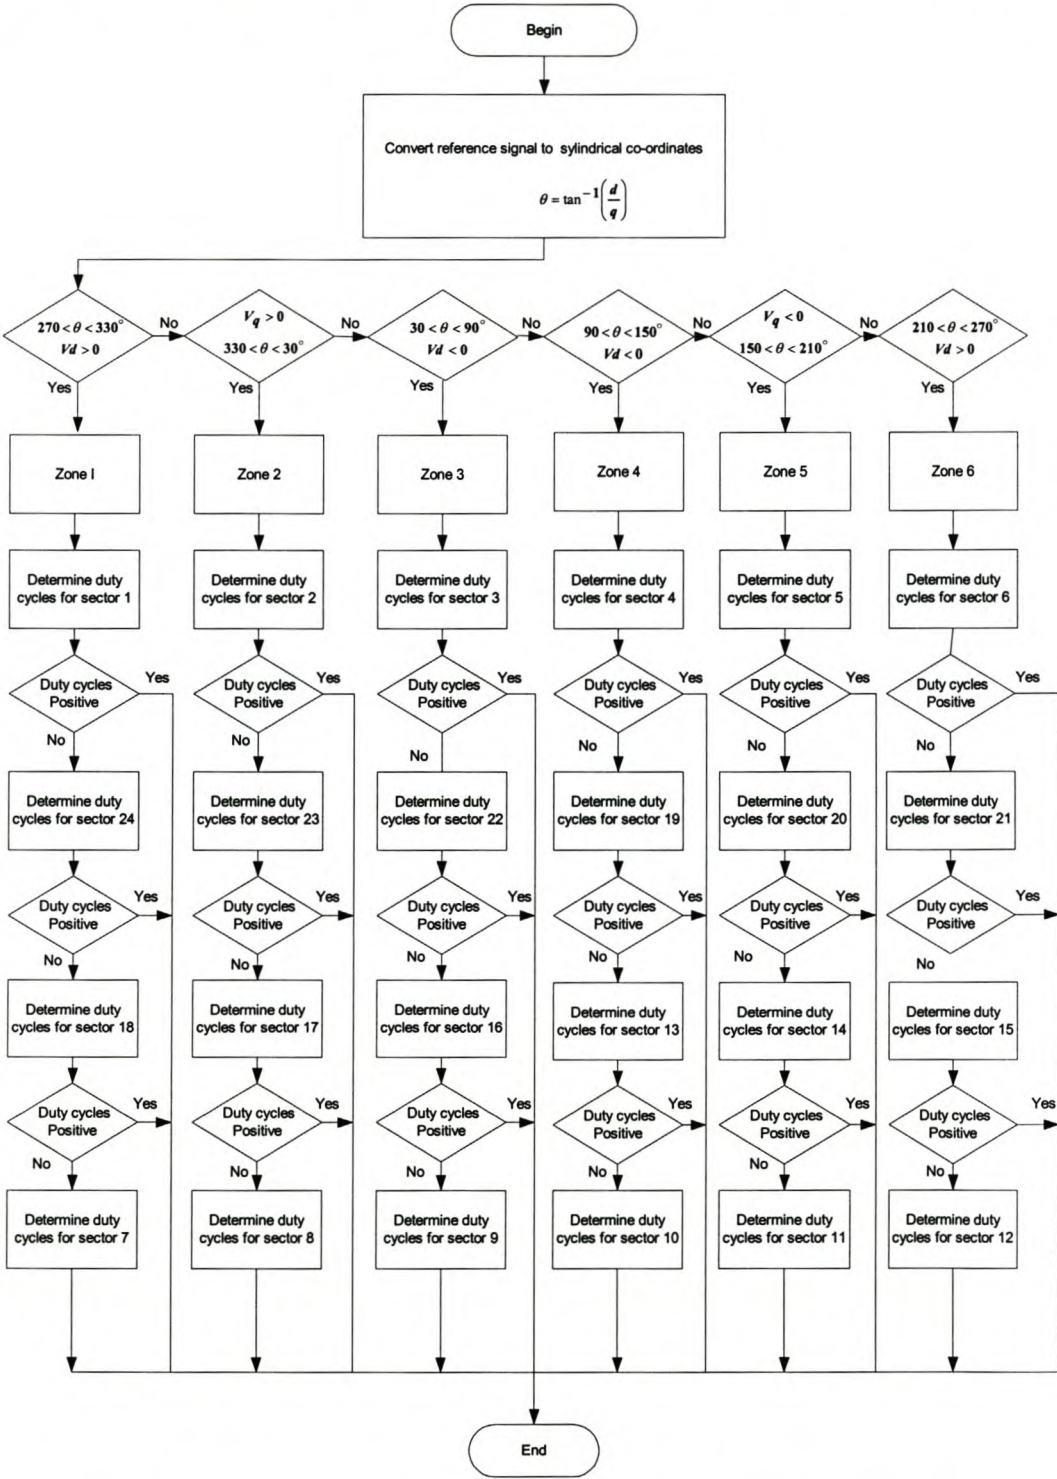 Begin
Convert reference signal to sylindrical co-ordinates
θ = tan⁻¹(d/q)
270 < θ < 330°
Vd > 0
No
Yes
V_q > 0
330 < θ < 30°
No
Yes
30 < θ < 90°
Vd < 0
No
Yes
90 < θ < 150°
Vd < 0
No
Yes
V_q < 0
150 < θ < 210°
No
Yes
210 < θ < 270°
Vd > 0
Yes
Zone I
Determine duty
cycles for sector 1
Duty cycles
Positive
Yes
No
Determine duty
cycles for sector 24
Duty cycles
Positive
Yes
No
Determine duty
cycles for sector 18
Duty cycles
Positive
Yes
No
Determine duty
cycles for sector 7
Zone 2
Determine duty
cycles for sector 2
Duty cycles
Positive
Yes
No
Determine duty
cycles for sector 23
Duty cycles
Positive
Yes
No
Determine duty
cycles for sector 17
Duty cycles
Positive
Yes
No
Determine duty
cycles for sector 8
Zone 3
Determine duty
cycles for sector 3
Duty cycles
Positive
Yes
No
Determine duty
cycles for sector 22
Duty cycles
Positive
Yes
No
Determine duty
cycles for sector 16
Duty cycles
Positive
Yes
No
Determine duty
cycles for sector 9
Zone 4
Determine duty
cycles for sector 4
Duty cycles
Positive
Yes
No
Determine duty
cycles for sector 19
Duty cycles
Positive
Yes
No
Determine duty
cycles for sector 13
Duty cycles
Positive
Yes
No
Determine duty
cycles for sector 10
Zone 5
Determine duty
cycles for sector 5
Duty cycles
Positive
Yes
No
Determine duty
cycles for sector 20
Duty cycles
Positive
Yes
No
Determine duty
cycles for sector 14
Duty cycles
Positive
Yes
No
Determine duty
cycles for sector 11
Zone 6
Determine duty
cycles for sector 6
Duty cycles
Positive
Yes
No
Determine duty
cycles for sector 21
Duty cycles
Positive
Yes
No
Determine duty
cycles for sector 15
Duty cycles
Positive
Yes
No
Determine duty
cycles for sector 12
End